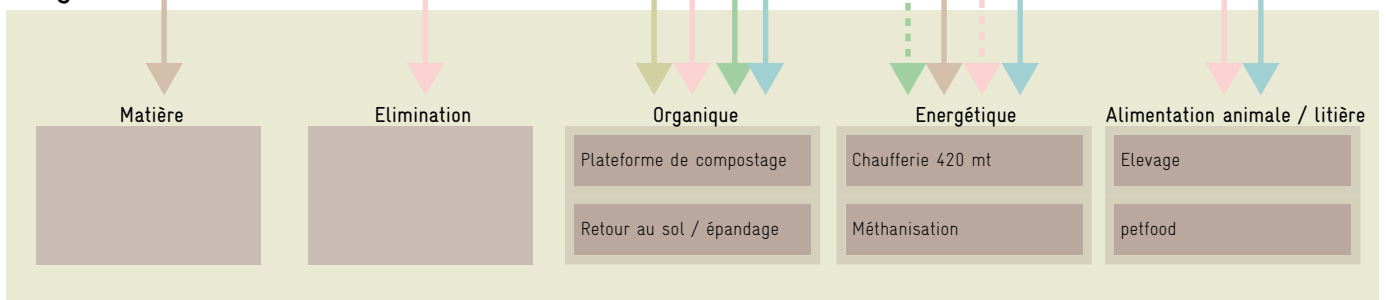 Matière
Elimination
Organique
Energétique
Alimentation animale / litière
Plateforme de compostage
Chaufferie 420 mt
Elevage
Retour au sol / épandage
Méthanisation
petfood